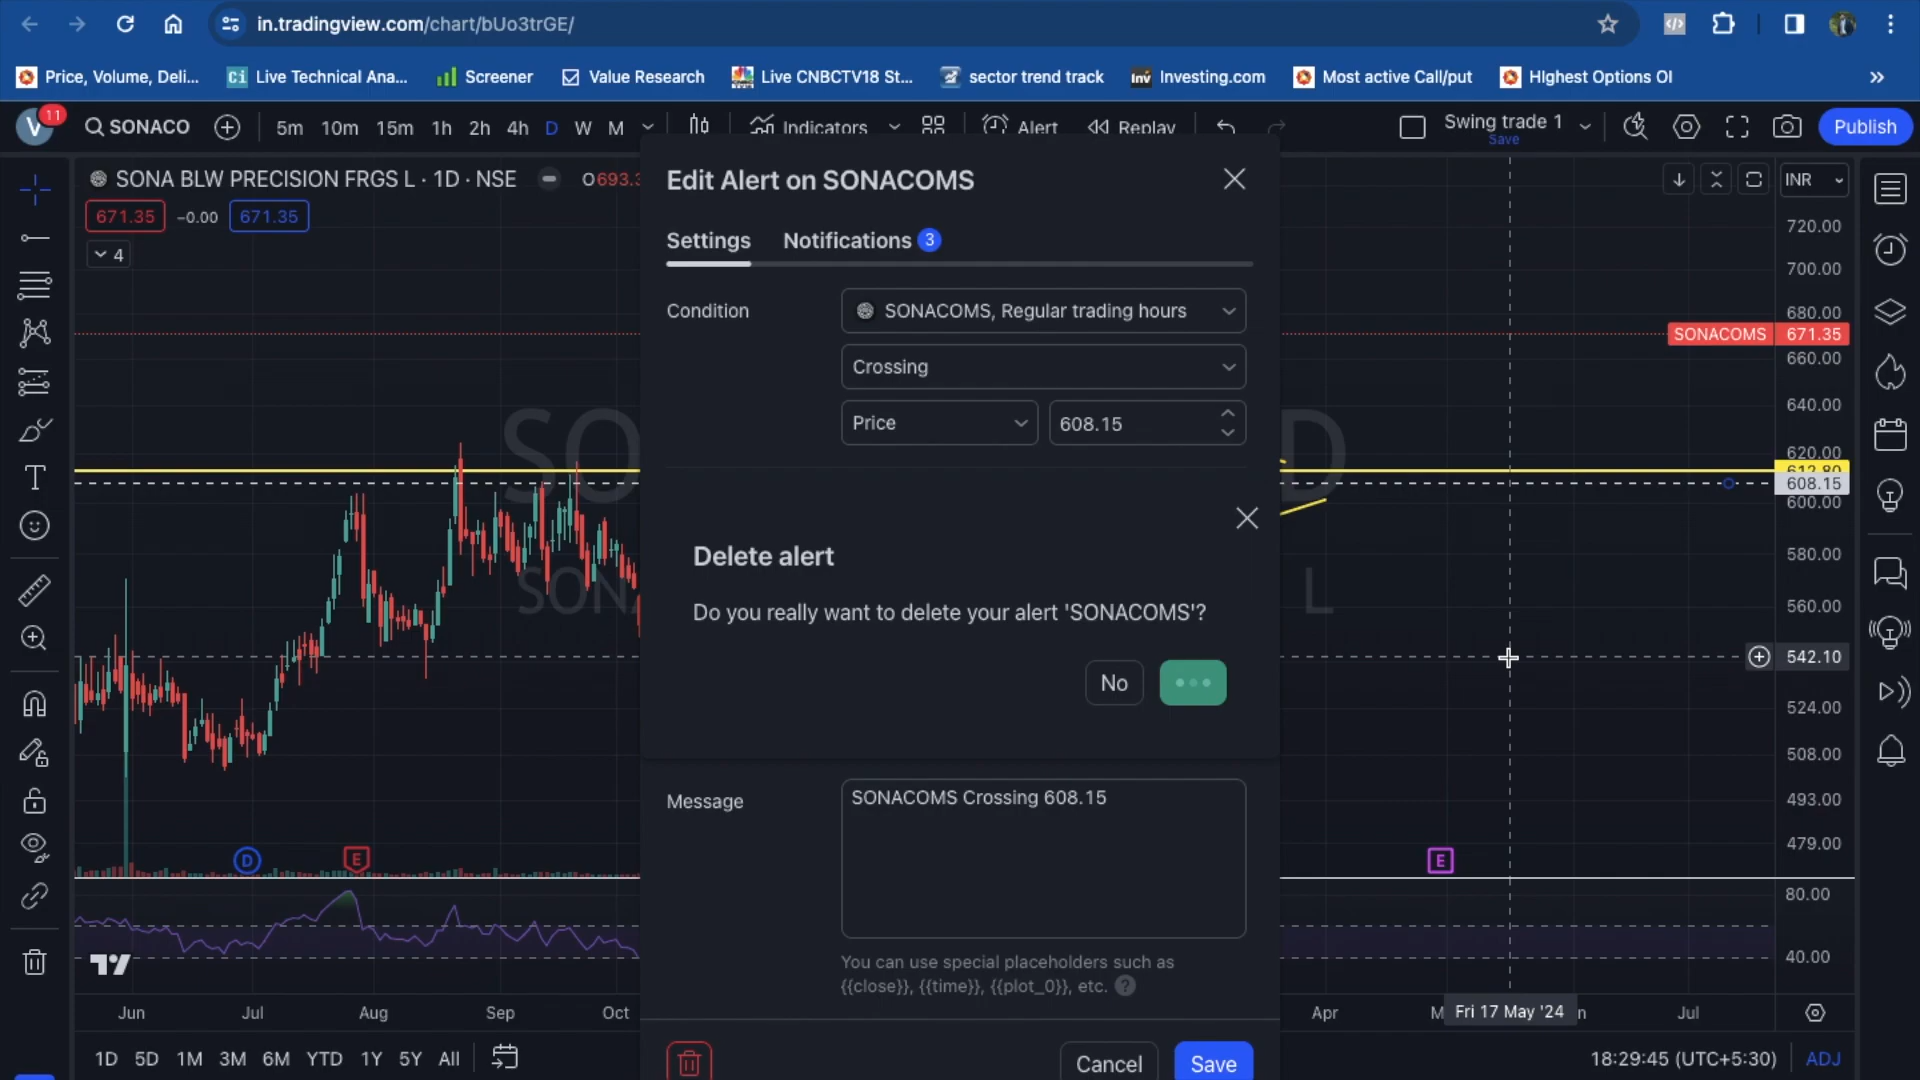 in.tradingview.com/chart/bUo3trGE/
Price, Volume, Deli... Live Technical Ana... Screener Value Research Live CNBCTV18 St... sector trend track Investing.com Most active Call/put HIghest Options OI
V 11 SONACO 5m 10m 15m 1h 2h 4h D W M Indicators Alert Replay Swing trade 1 Publish
Save
SONA BLW PRECISION FRGS L · 1D · NSE O693.3
671.35 −0.00 671.35
4
Edit Alert on SONACOMS
Settings Notifications 3
Condition SONACOMS, Regular trading hours
Crossing
Price 608.15
Delete alert
Do you really want to delete your alert 'SONACOMS'?
No
Message SONACOMS Crossing 608.15
You can use special placeholders such as
{{close}}, {{time}}, {{plot_0}}, etc.
Cancel Save
INR
720.00
700.00
680.00
SONACOMS 671.35
660.00
640.00
620.00
612.80
608.15
600.00
580.00
560.00
542.10
524.00
508.00
493.00
479.00
80.00
40.00
D E E
Jun Jul Aug Sep Oct Apr Fri 17 May '24 Jul
1D 5D 1M 3M 6M YTD 1Y 5Y All 18:29:45 (UTC+5:30) ADJ